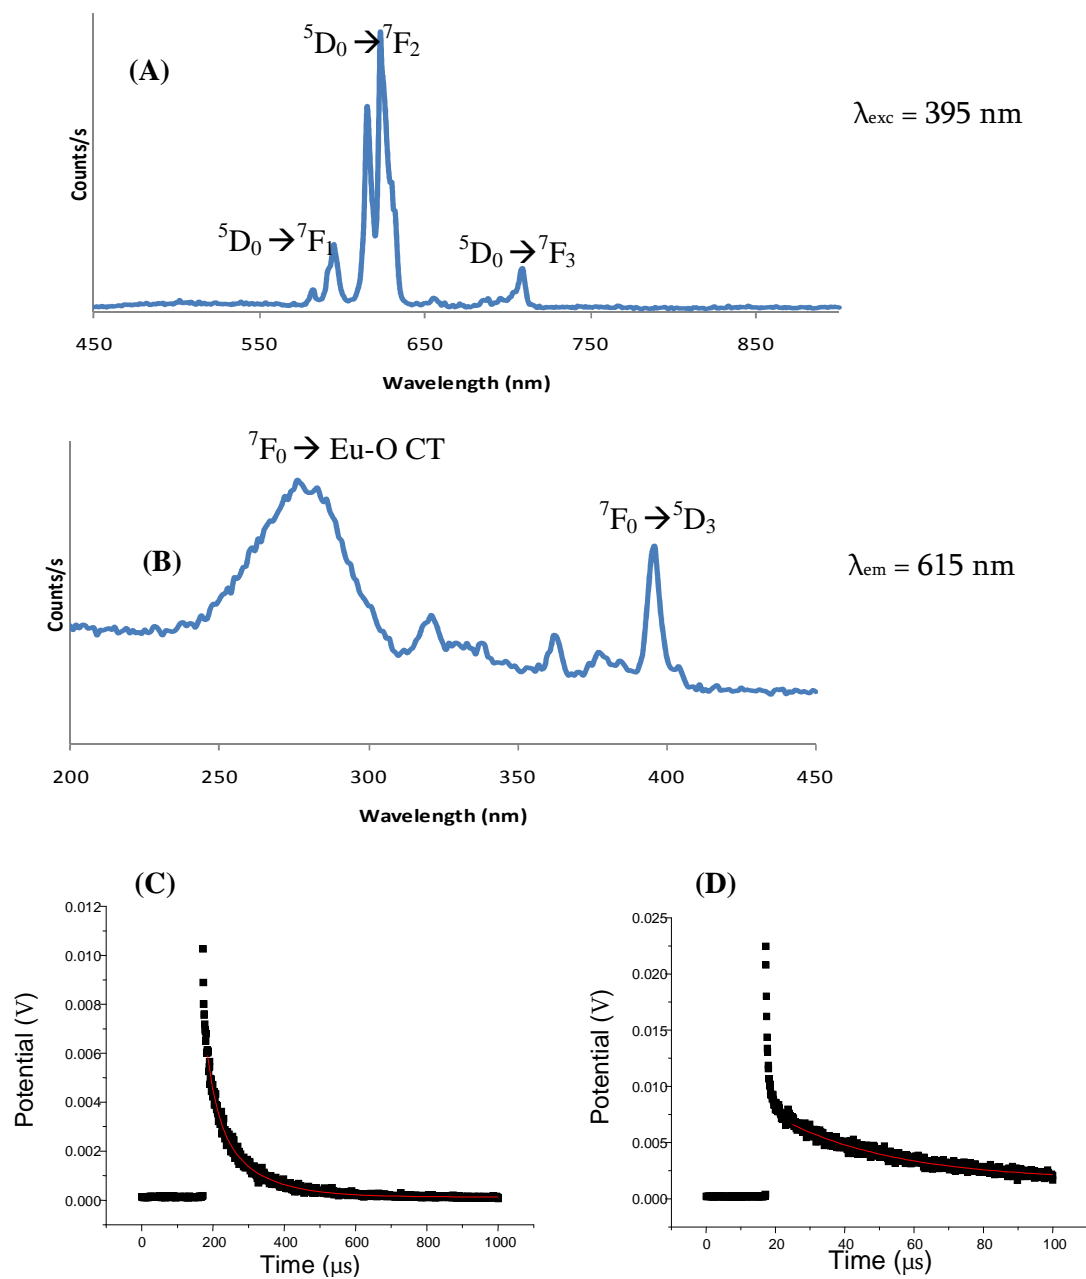 ⁵D₀ → ⁷F₂
(A)
λexc = 395 nm
Counts/s
⁵D₀ → ⁷F₁
⁵D₀ → ⁷F₃
450 550 650 750 850
Wavelength (nm)
⁷F₀ → Eu-O CT
⁷F₀ → ⁵D₃
(B)
λem = 615 nm
Counts/s
200 250 300 350 400 450
Wavelength (nm)
(C)
0.012
0.010
0.008
0.006
0.004
0.002
0.000
Potential (V)
0 200 400 600 800 1000
Time (µs)
(D)
0.025
0.020
0.015
0.010
0.005
0.000
Potential (V)
0 20 40 60 80 100
Time (µs)